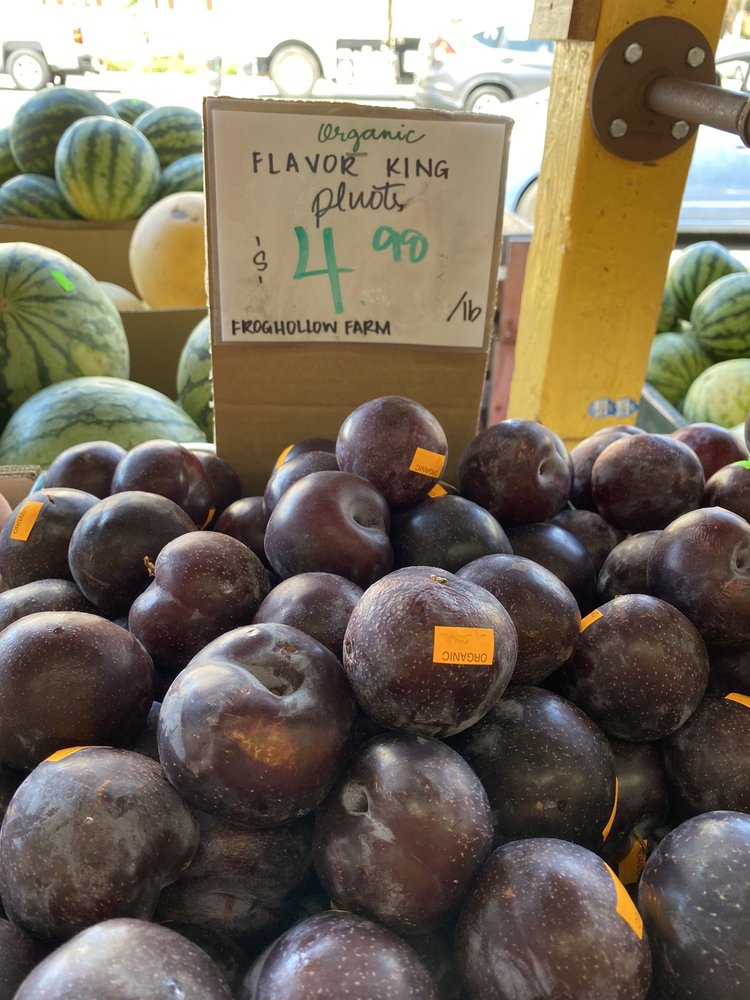 Organic
FLAVOR KING
pluots
$ 4.90
/lb
FROGHOLLOW FARM
ORGANIC
ORGANIC